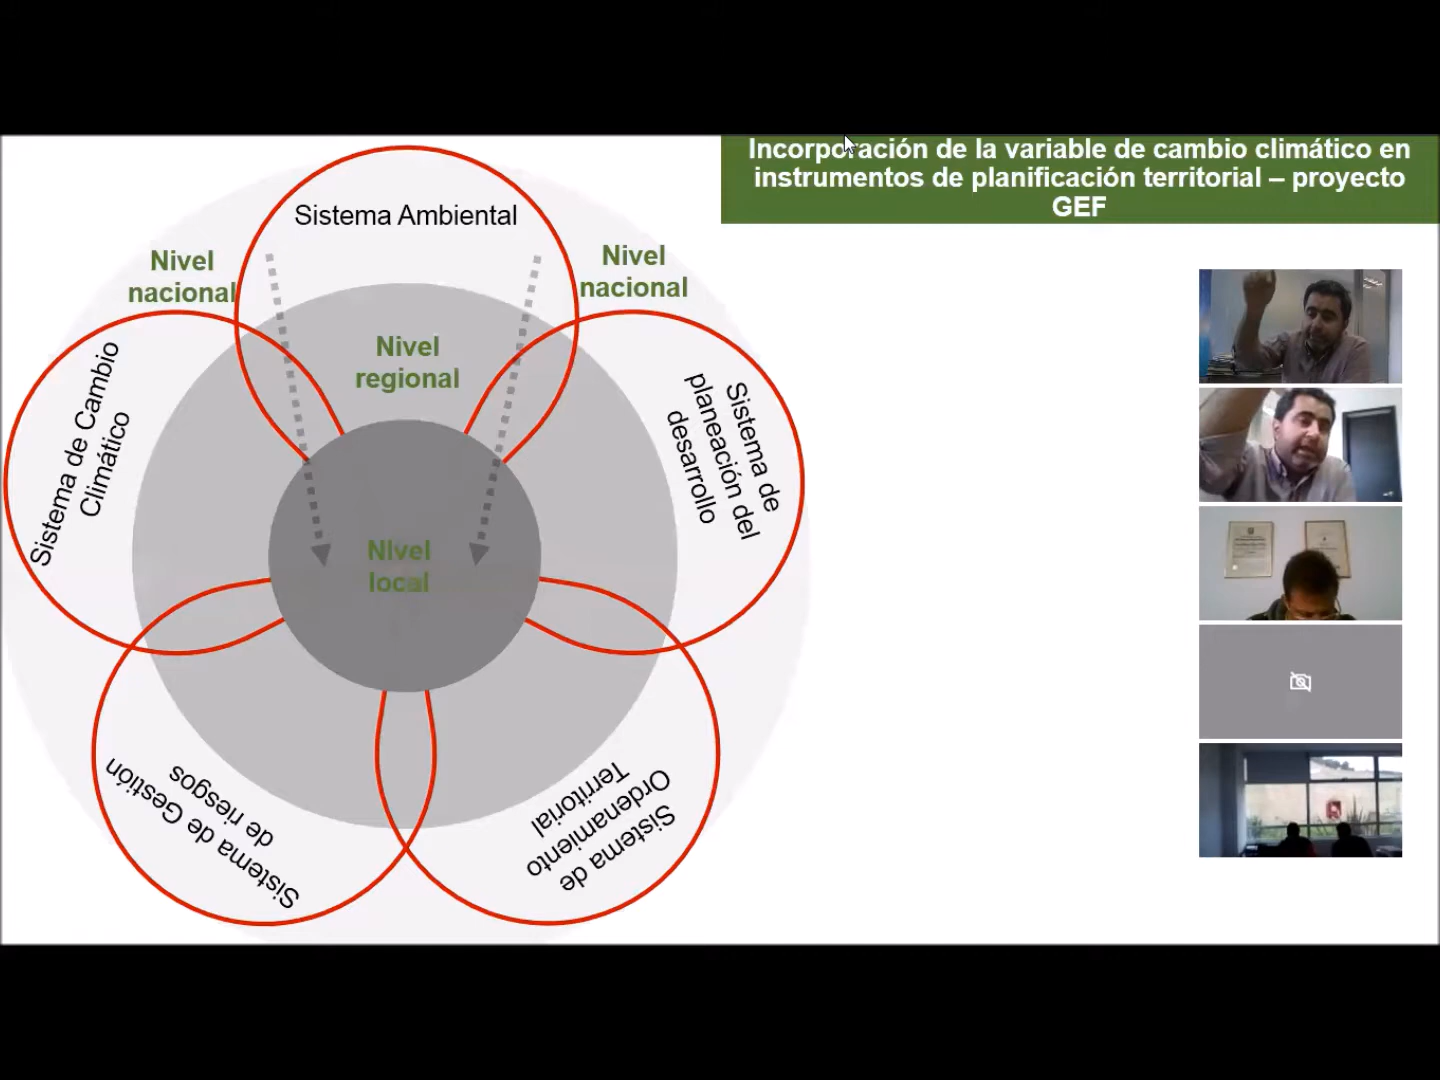 Incorporación de la variable de cambio climático en
instrumentos de planificación territorial – proyecto
GEF
Sistema Ambiental
Nivel
nacional
Nivel
nacional
Nivel
regional
NIvel
local
Sistema de Cambio
Climático
Sistema de
planeación del
desarrollo
Sistema de Gestión
de riesgos
Sistema de
Ordenamiento
Territorial